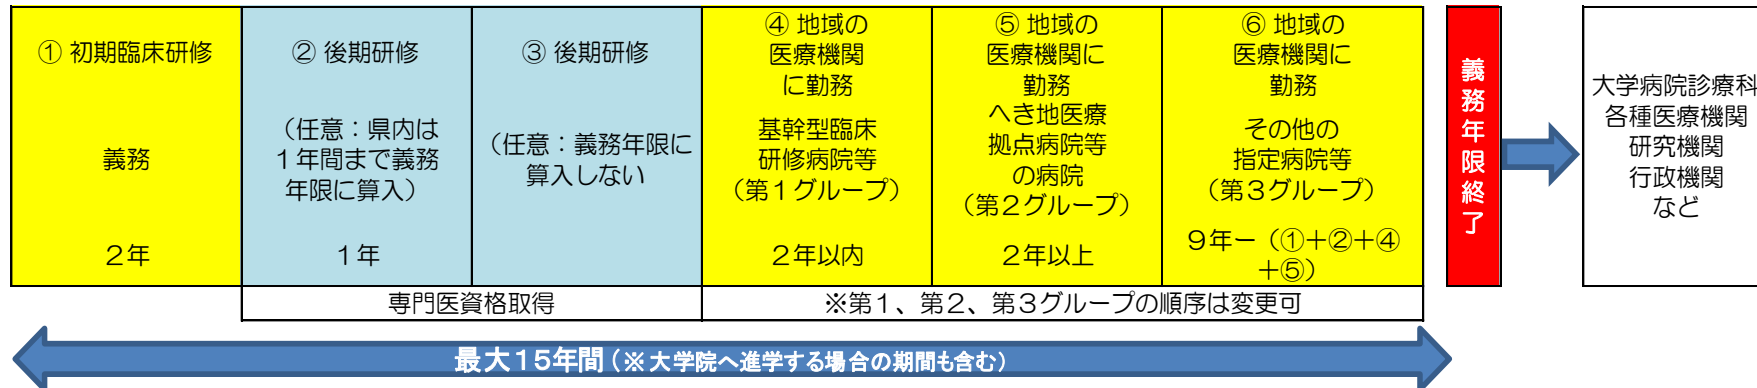 ① 初期臨床研修
義務
２年
② 後期研修
（任意：県内は
１年間まで義務
年限に算入）
１年
③ 後期研修
（任意：義務年限に
算入しない
④ 地域の
医療機関
に勤務
基幹型臨床
研修病院等
（第１グループ）
２年以内
⑤ 地域の
医療機関に
勤務
へき地医療
拠点病院等
の病院
（第２グループ）
２年以上
⑥ 地域の
医療機関に
勤務
その他の
指定病院等
（第３グループ）
９年ー（①＋②＋④
＋⑤）
専門医資格取得
※第１、第２、第３グループの順序は変更可
義務年限終了
大学病院診療科
各種医療機関
研究機関
行政機関
など
最大１５年間（※大学院へ進学する場合の期間も含む）